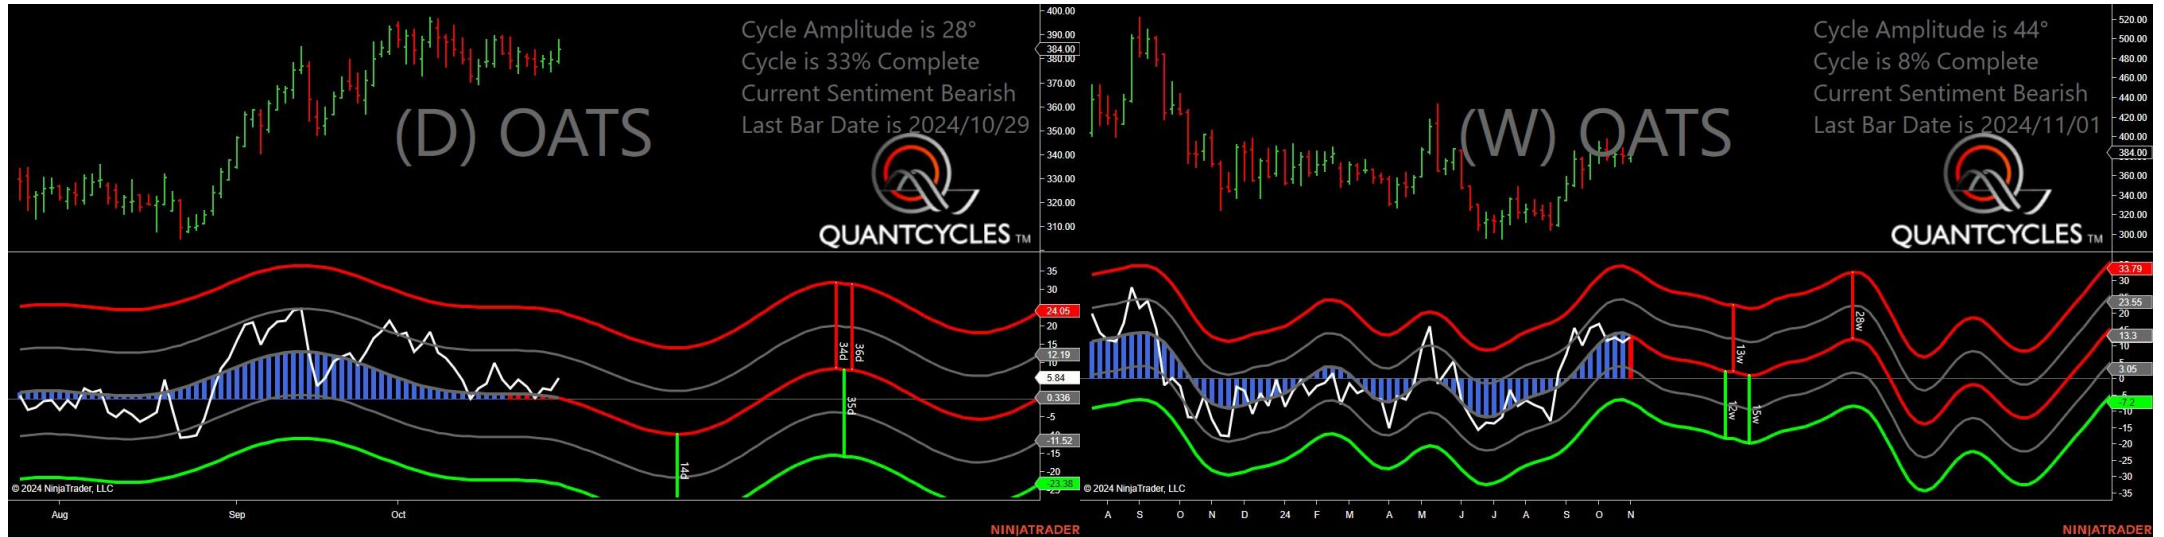 Cycle Amplitude is 28°
Cycle is 33% Complete
Current Sentiment Bearish
Last Bar Date is 2024/10/29
(D) OATS
QUANTCYCLES TM
400.00
390.00
384.00
380.00
370.00
360.00
350.00
340.00
330.00
320.00
310.00
35
30
24.05
20
15
12.19
10
5.84
0.336
-5
-11.52
-15
-20
-23.38
34d
36d
35d
14d
© 2024 NinjaTrader, LLC
Aug Sep Oct
NINJATRADER
Cycle Amplitude is 44°
Cycle is 8% Complete
Current Sentiment Bearish
Last Bar Date is 2024/11/01
(W) OATS
QUANTCYCLES TM
520.00
500.00
480.00
460.00
440.00
420.00
400.00
384.00
360.00
340.00
320.00
300.00
33.79
30
23.55
20
13.3
10
5
3.05
0
-7.2
-10
-15
-20
-25
-30
-35
13w
28w
12w
15w
© 2024 NinjaTrader, LLC
A S O N D 24 F M A M J J A S O N
NINJATRADER